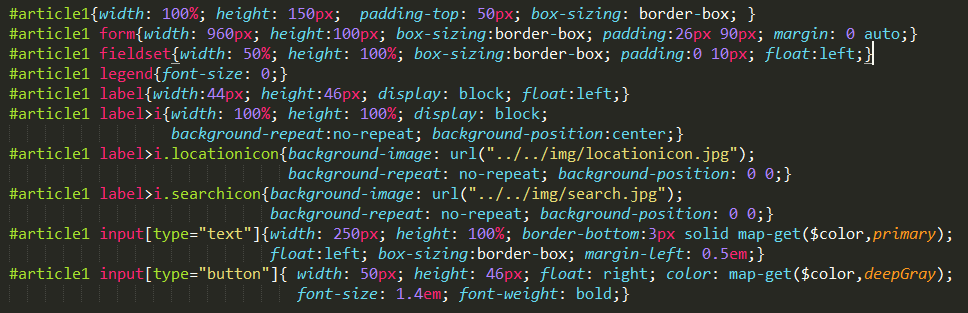 #article1{width: 100%; height: 150px;  padding-top: 50px; box-sizing: border-box; }
#article1 form{width: 960px; height:100px; box-sizing:border-box; padding:26px 90px; margin: 0 auto;}
#article1 fieldset{width: 50%; height: 100%; box-sizing:border-box; padding:0 10px; float:left;}
#article1 legend{font-size: 0;}
#article1 label{width:44px; height:46px; display: block; float:left;}
#article1 label>i{width: 100%; height: 100%; display: block;
background-repeat:no-repeat; background-position:center;}
#article1 label>i.locationicon{background-image: url("../../img/locationicon.jpg");
background-repeat: no-repeat; background-position: 0 0;}
#article1 label>i.searchicon{background-image: url("../../img/search.jpg");
background-repeat: no-repeat; background-position: 0 0;}
#article1 input[type="text"]{width: 250px; height: 100%; border-bottom:3px solid map-get($color,primary);
float:left; box-sizing:border-box; margin-left: 0.5em;}
#article1 input[type="button"]{ width: 50px; height: 46px; float: right; color: map-get($color,deepGray);
font-size: 1.4em; font-weight: bold;}